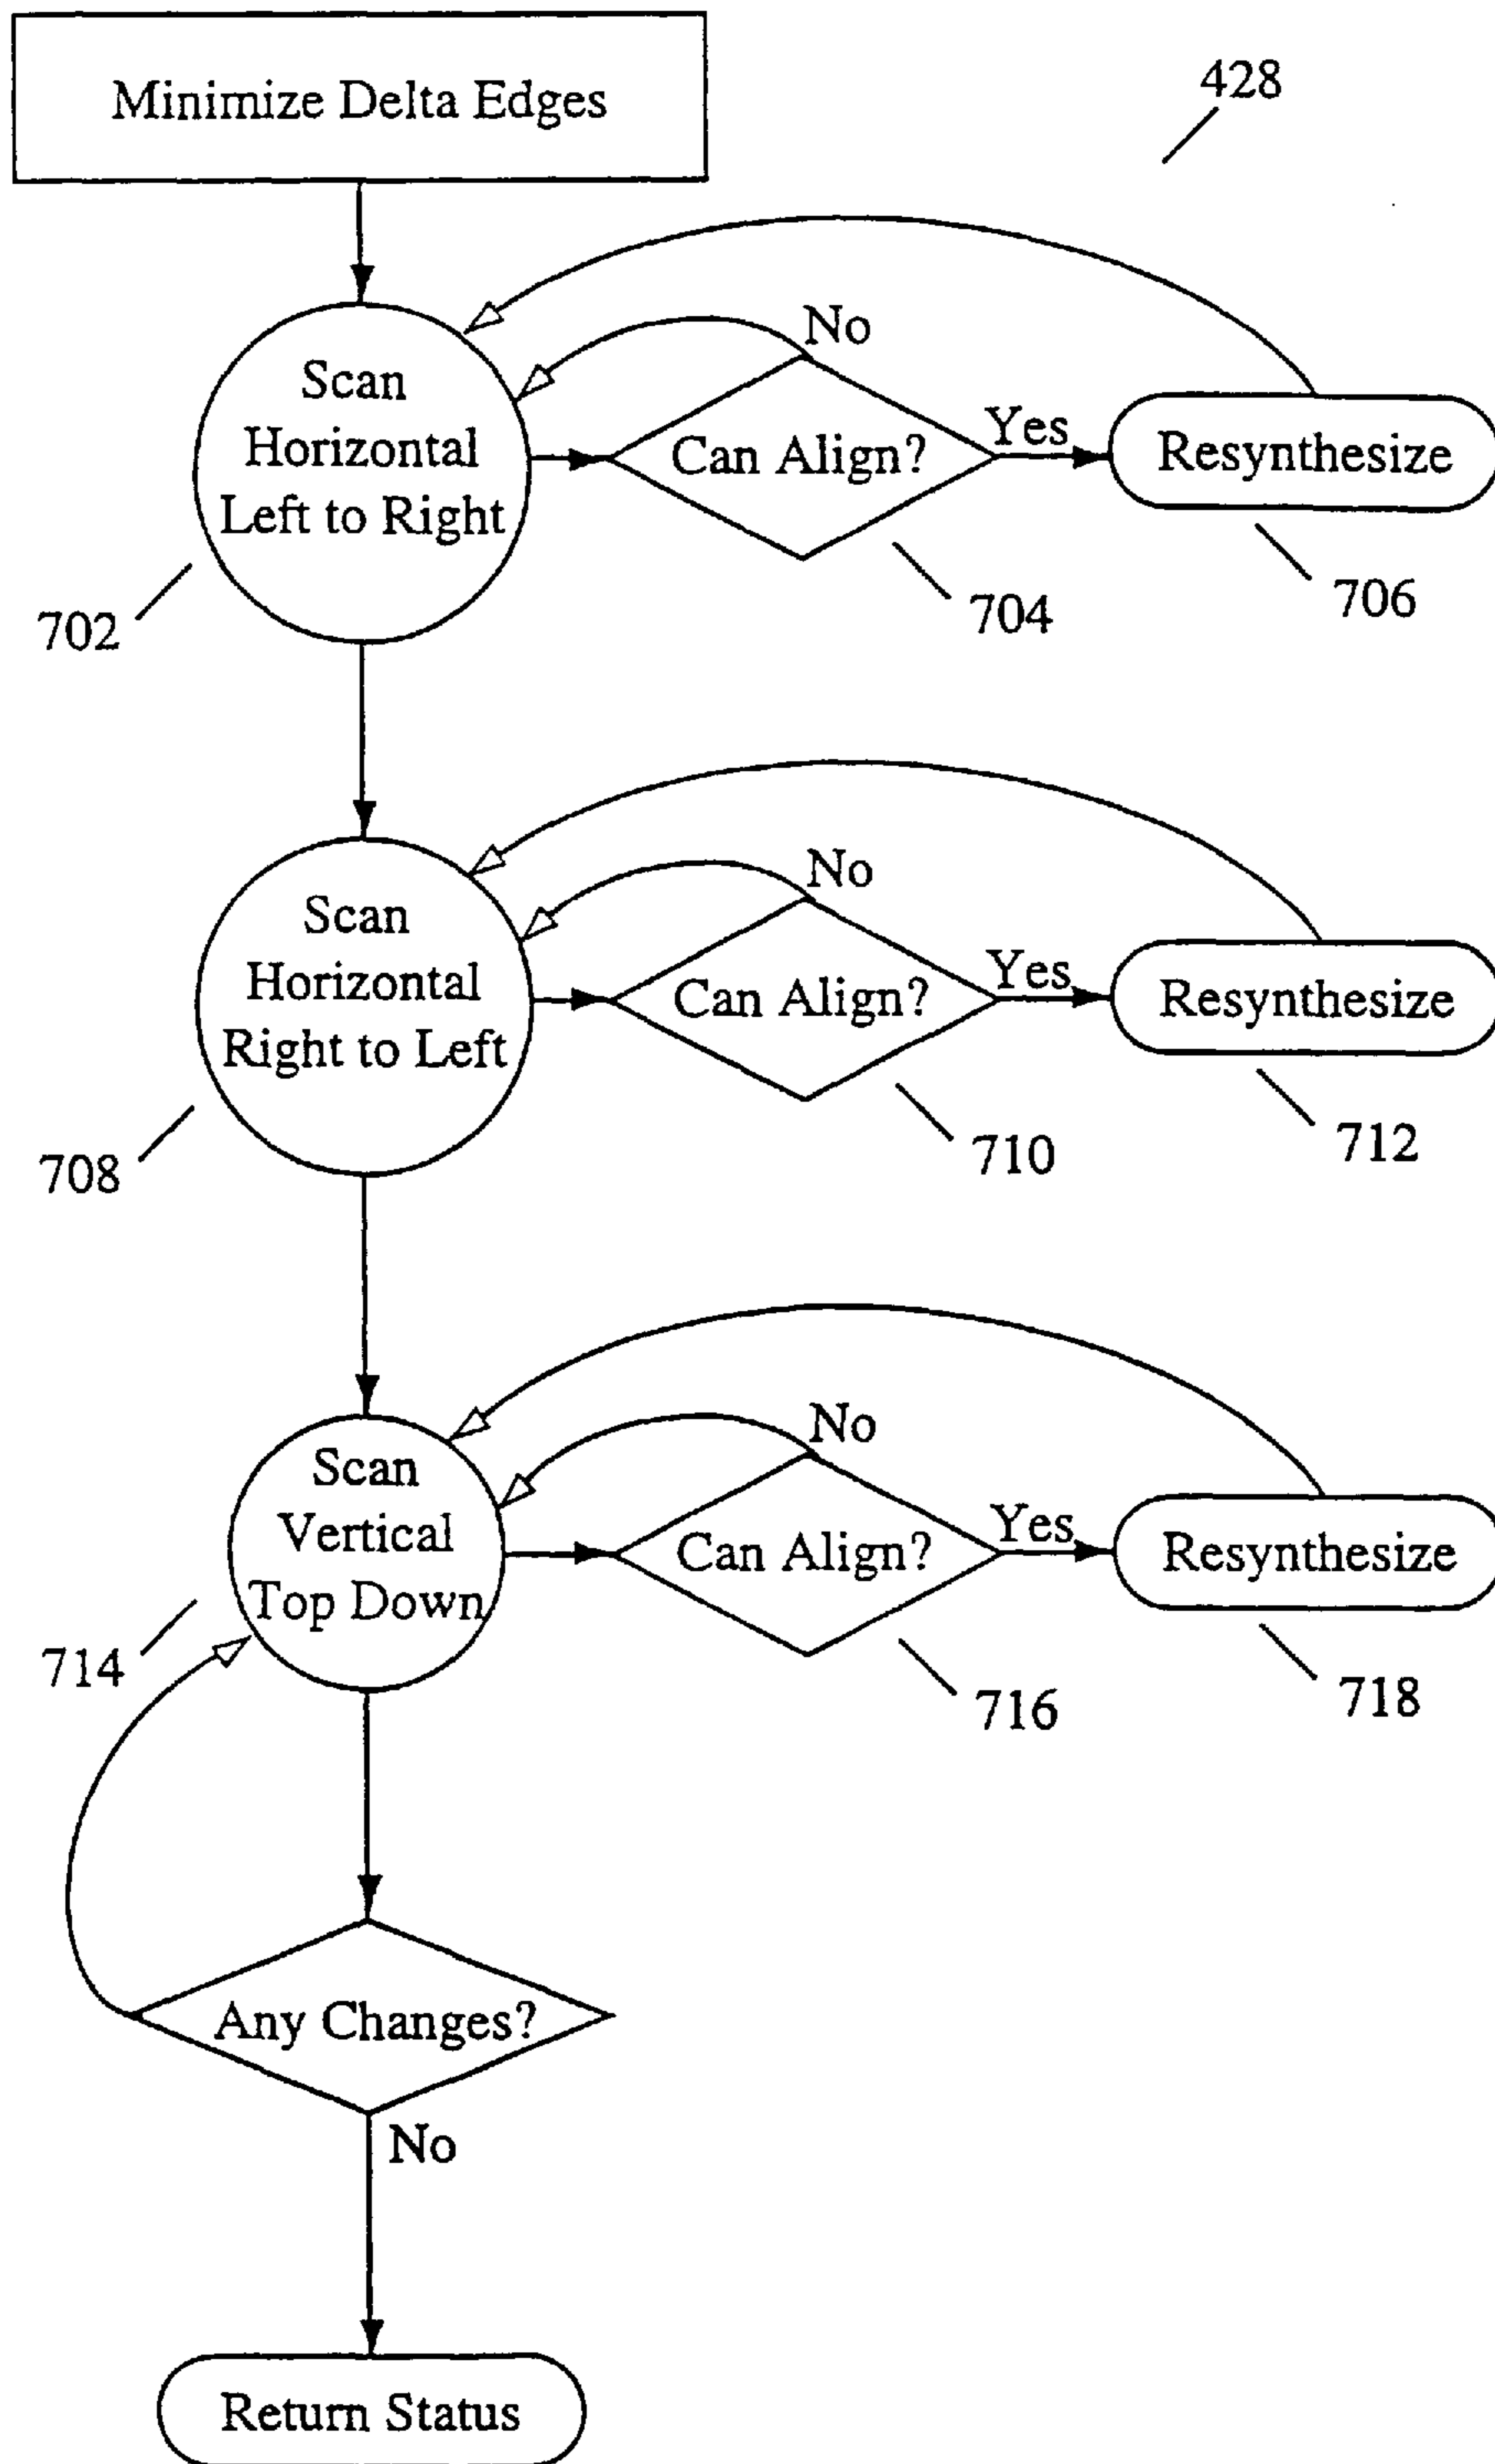 Minimize Delta Edges
428
Scan
Horizontal
Left to Right
No
Can Align?
Yes
Resynthesize
702
704
706
Scan
Horizontal
Right to Left
No
Can Align?
Yes
Resynthesize
708
710
712
Scan
Vertical
Top Down
No
Can Align?
Yes
Resynthesize
714
716
718
Any Changes?
No
Return Status